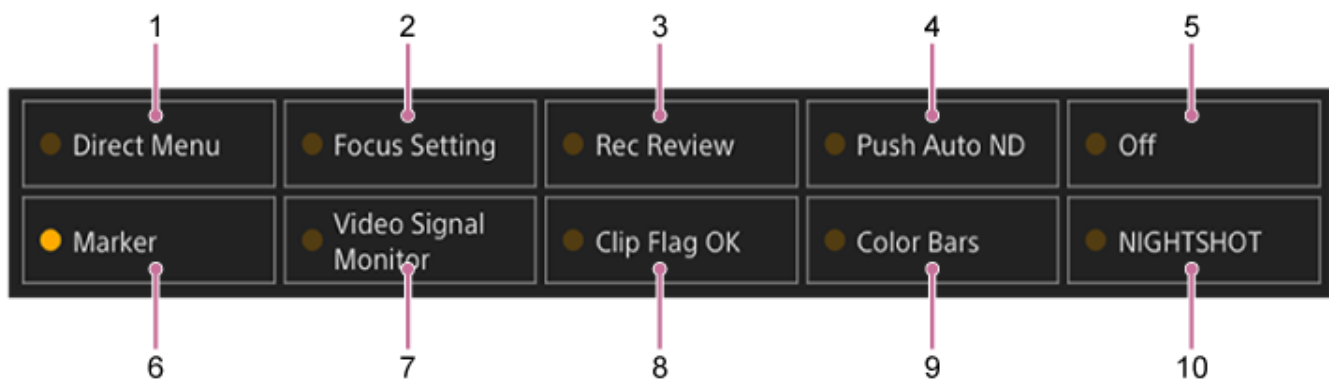 1 2 3 4 5
Direct Menu Focus Setting Rec Review Push Auto ND Off
Marker Video Signal Monitor Clip Flag OK Color Bars NIGHTSHOT
6 7 8 9 10